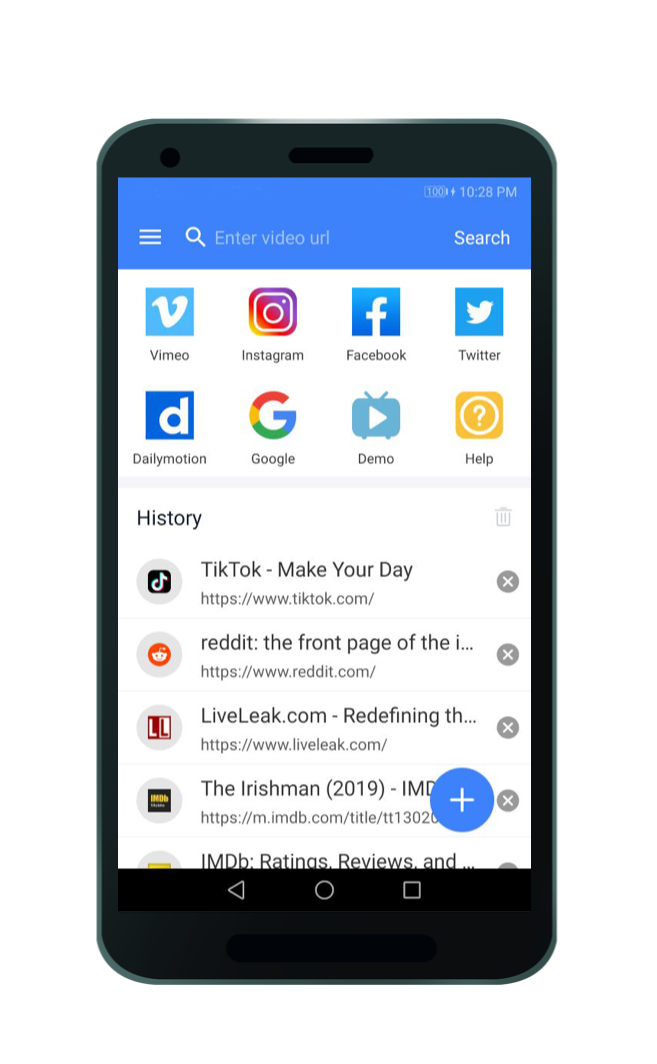 100 10:28 PM
Enter video url Search
Vimeo Instagram Facebook Twitter
Dailymotion Google Demo Help
History
TikTok - Make Your Day
https://www.tiktok.com/
reddit: the front page of the i...
https://www.reddit.com/
LL
LiveLeak.com - Redefining th...
https://www.liveleak.com/
IMDb
The Irishman (2019) - IMD
https://m.imdb.com/title/tt1302
IMDb: Ratings, Reviews, and ...